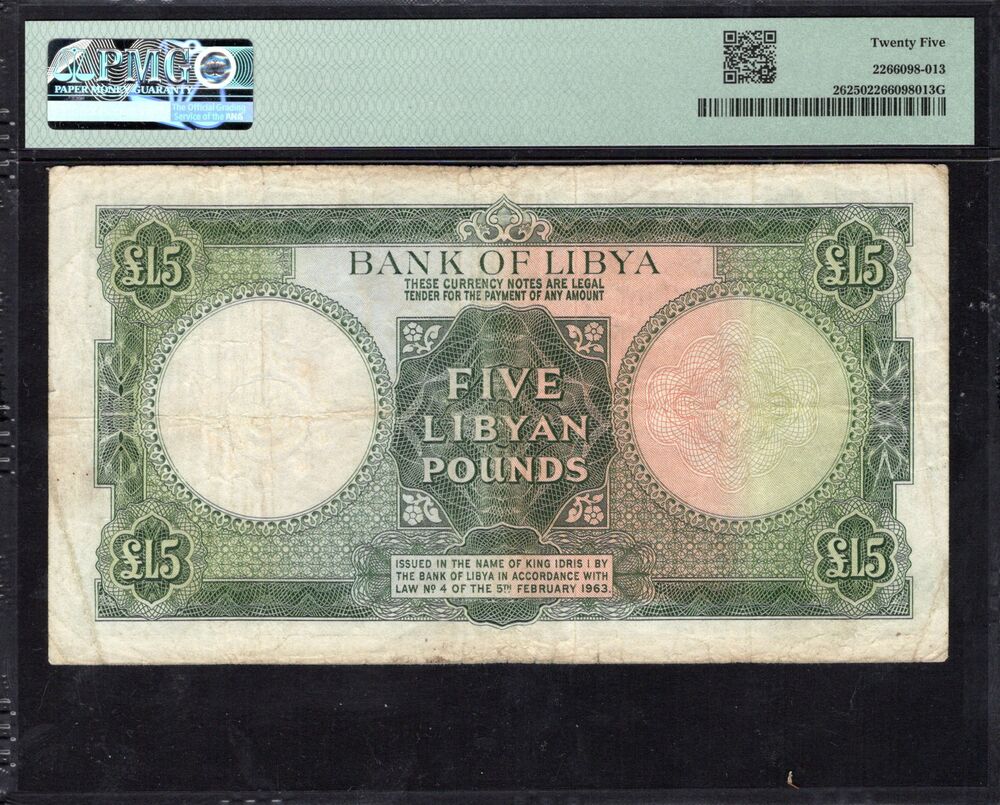 PMG
PAPER MONEY GUARANTY
The Official Grading
Service of the ANA
Twenty Five
2266098-013
262502266098013G
£L5
£L5
BANK OF LIBYA
THESE CURRENCY NOTES ARE LEGAL
TENDER FOR THE PAYMENT OF ANY AMOUNT
FIVE
LIBYAN
POUNDS
£L5
£L5
ISSUED IN THE NAME OF KING IDRIS I BY
THE BANK OF LIBYA IN ACCORDANCE WITH
LAW Nº 4 OF THE 5TH FEBRUARY 1963.